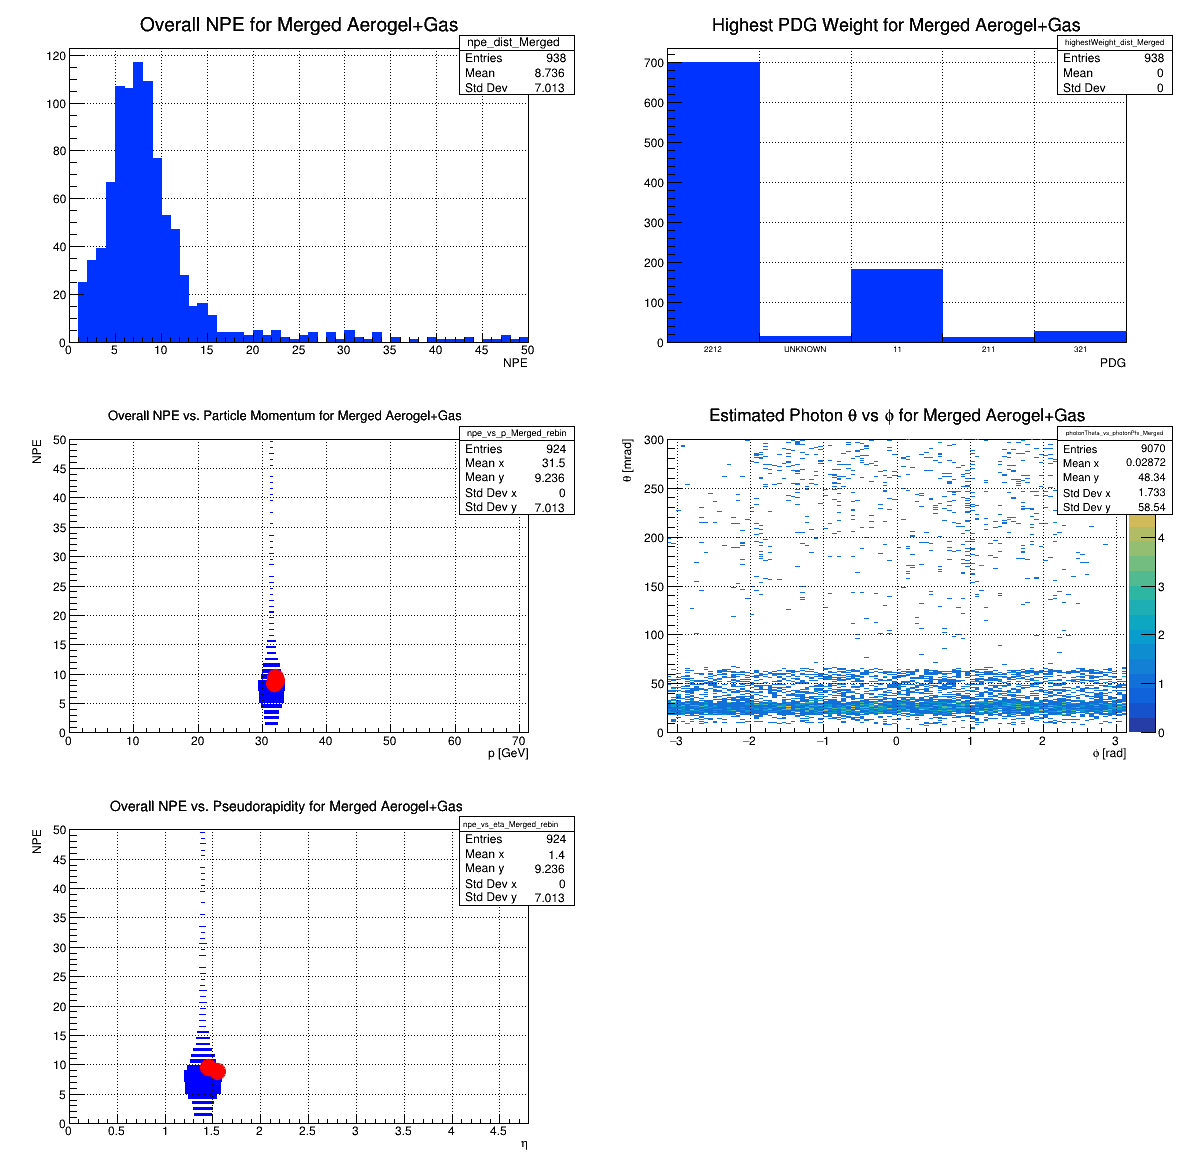 Overall NPE for Merged Aerogel+Gas
npe_dist_Merged
Entries 938
Mean 8.736
Std Dev 7.013
120
100
80
60
40
20
0
0 5 10 15 20 25 30 35 40 45 50
NPE
Highest PDG Weight for Merged Aerogel+Gas
highestWeight_dist_Merged
Entries 938
Mean 0
Std Dev 0
700
600
500
400
300
200
100
0
2212 UNKNOWN 11 211 321
PDG
Overall NPE vs. Particle Momentum for Merged Aerogel+Gas
npe_vs_p_Merged_rebin
Entries 924
Mean x 31.5
Mean y 9.236
Std Dev x 0
Std Dev y 7.013
NPE
50
45
40
35
30
25
20
15
10
5
0
0 10 20 30 40 50 60 70
p [GeV]
Estimated Photon θ vs ϕ for Merged Aerogel+Gas
Entries 9070
Mean x 0.02872
Mean y 48.34
Std Dev x 1.733
Std Dev y 58.54
θ [mrad]
300
250
200
150
100
50
0
−3 −2 −1 0 1 2 3
ϕ [rad]
4
3
2
1
0
Overall NPE vs. Pseudorapidity for Merged Aerogel+Gas
npe_vs_eta_Merged_rebin
Entries 924
Mean x 1.4
Mean y 9.236
Std Dev x 0
Std Dev y 7.013
NPE
50
45
40
35
30
25
20
15
10
5
0
0 0.5 1 1.5 2 2.5 3 3.5 4 4.5
η